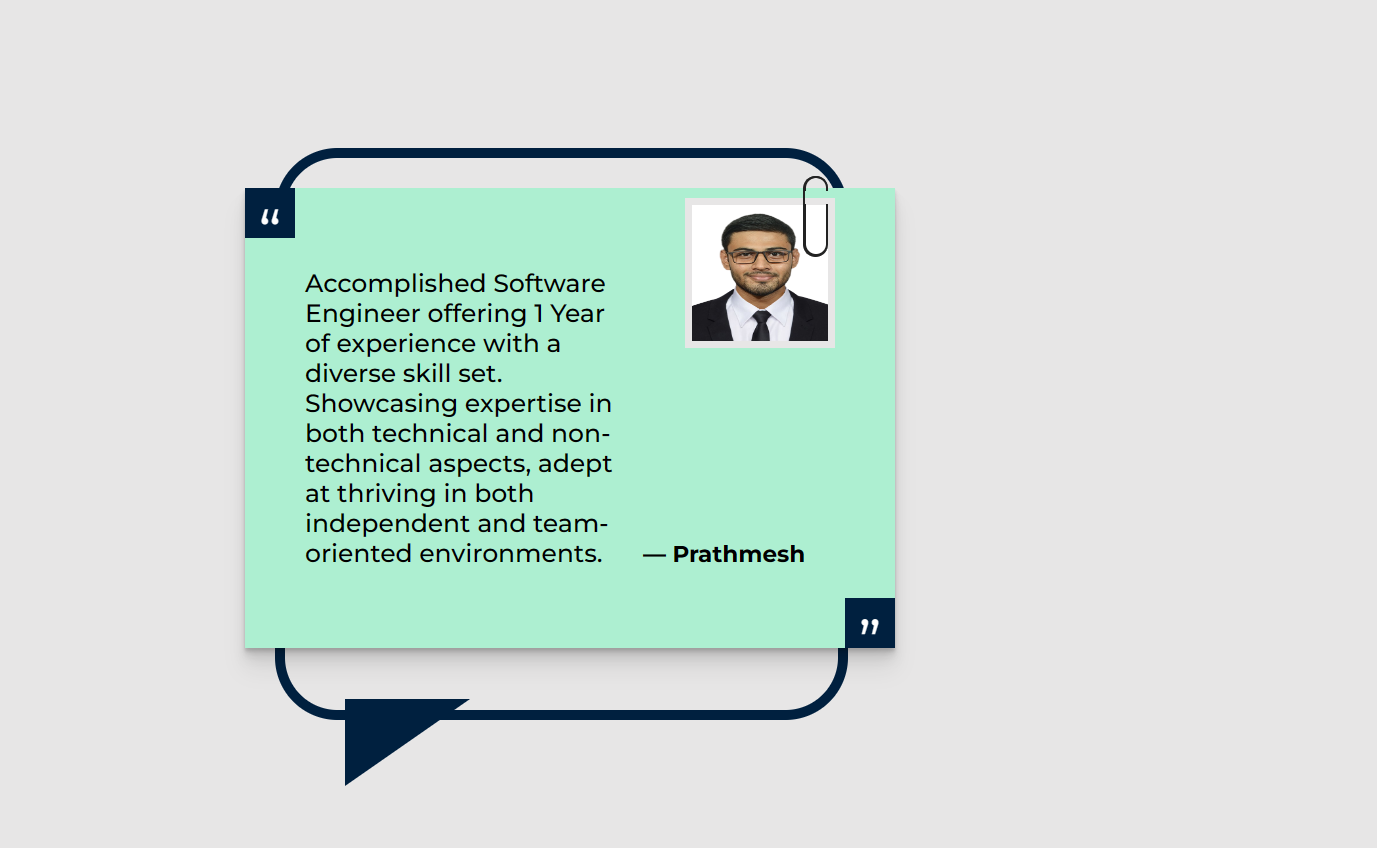 “
Accomplished Software
Engineer offering 1 Year
of experience with a
diverse skill set.
Showcasing expertise in
both technical and non-
technical aspects, adept
at thriving in both
independent and team-
oriented environments.
— Prathmesh
”